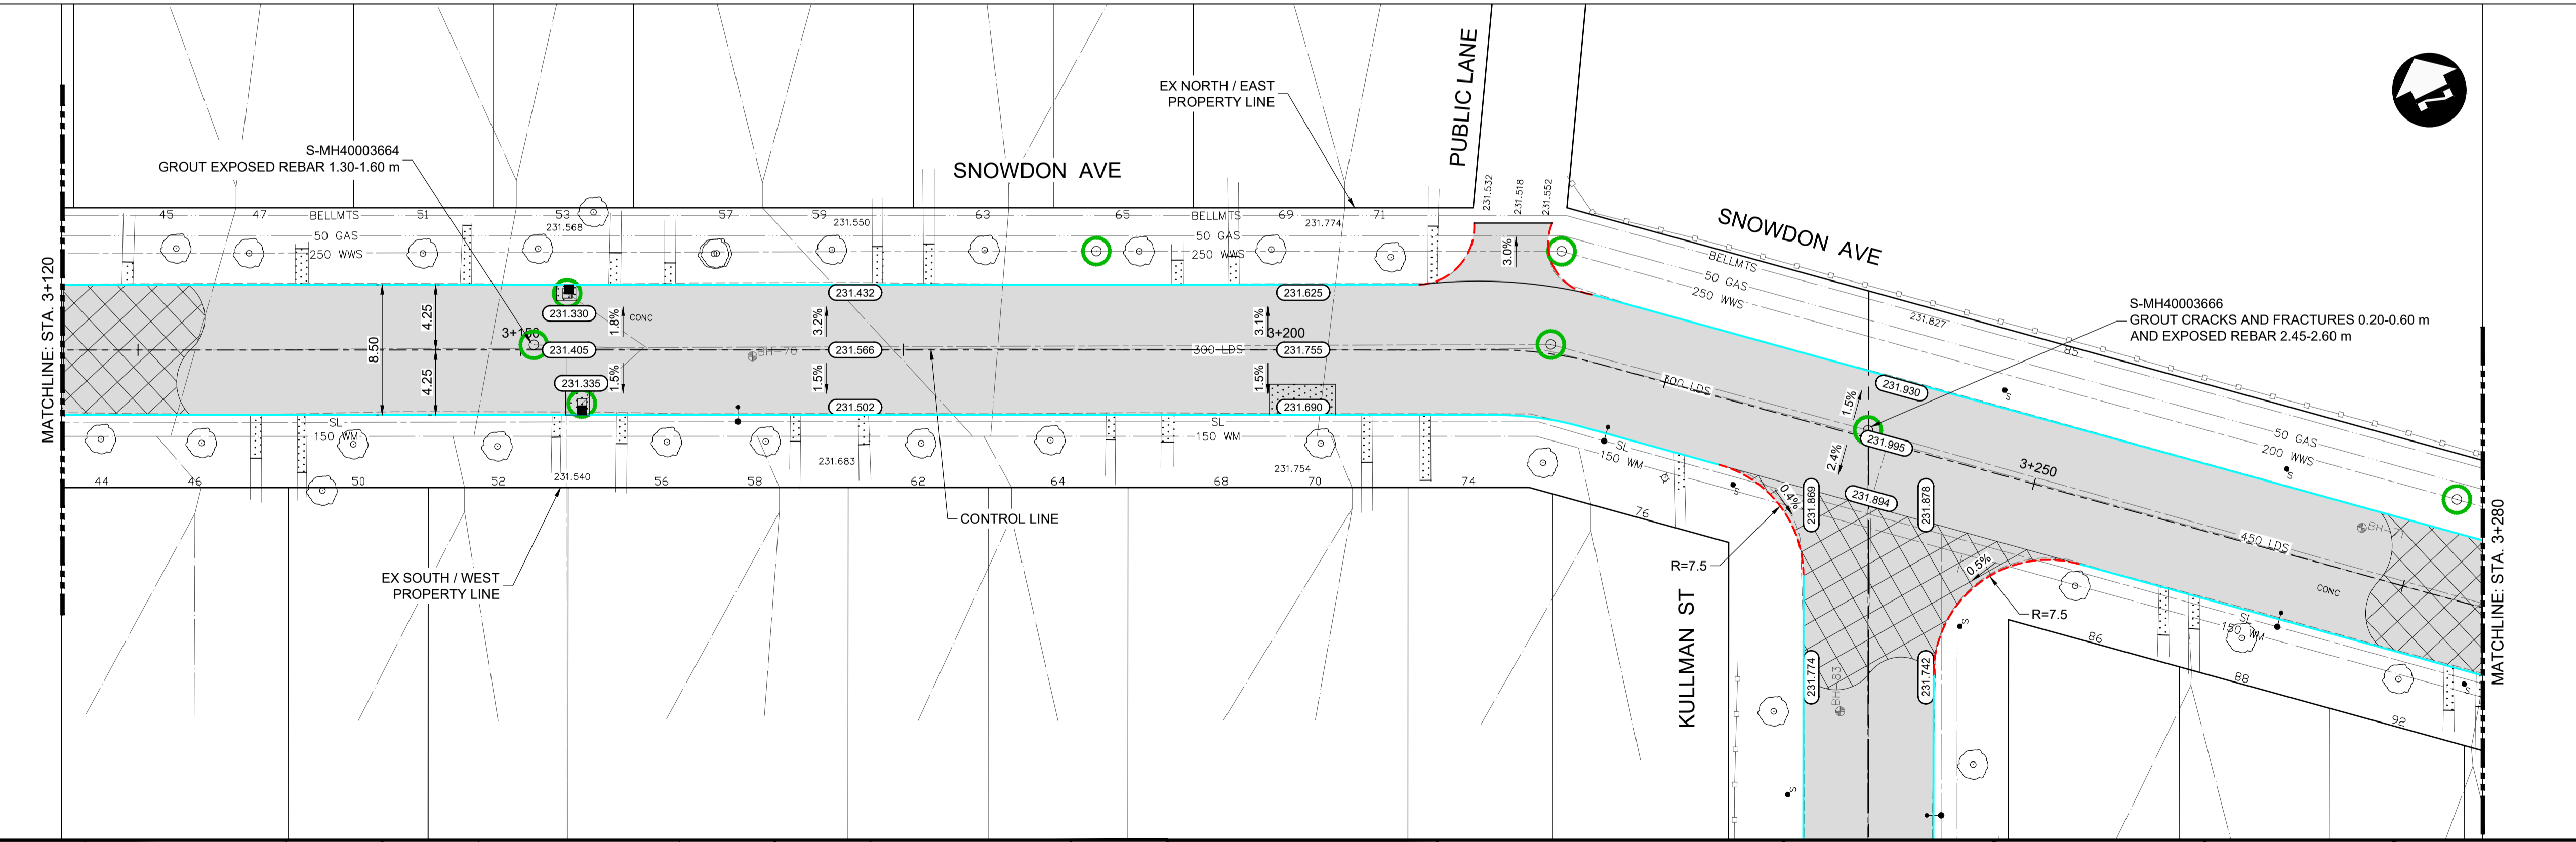 PUBLIC LANE
EX NORTH / EAST
PROPERTY LINE
S-MH40003664
GROUT EXPOSED REBAR 1.30-1.60 m
SNOWDON AVE
SNOWDON AVE
231.532
231.518
231.552
45
47
BELLMTS
51
53
57
59
63
65
BELLMTS
69
71
231.568
231.550
231.774
50 GAS
50 GAS
250 WWS
250 WWS
3.0%
BELLMTS
50 GAS
250 WWS
231.827
85
S-MH40003666
GROUT CRACKS AND FRACTURES 0.20-0.60 m
AND EXPOSED REBAR 2.45-2.60 m
MATCHLINE: STA. 3+120
8.50
4.25
4.25
231.330
1.8%
CONC
231.432
3.2%
231.625
3.1%
3+150
231.405
BH-70
231.566
300 LDS
3+200
231.755
231.335
1.5%
1.5%
231.502
1.5%
231.690
300 LDS
231.930
1.5%
231.995
2.4%
3+250
50 GAS
200 WWS
S
S
SL
150 WM
SL
150 WM
SL
150 WM
231.683
231.754
231.540
44
46
50
52
56
58
62
64
68
70
74
76
S
0.4%
231.869
231.894
231.878
450 LDS
BH-
CONTROL LINE
EX SOUTH / WEST
PROPERTY LINE
R=7.5
0.5%
R=7.5
CONC
KULLMAN ST
231.774
231.742
BH-83
S
S
SL
150 WM
86
88
92
S
MATCHLINE: STA. 3+280